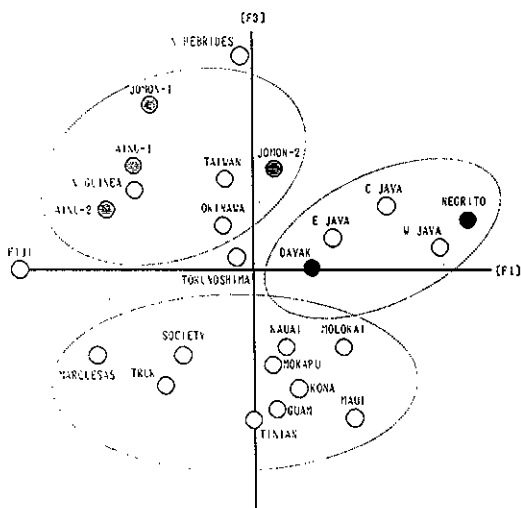 [F3]
N HEBRIDES
JOMON-1
AINU-1
TAIWAN
JOMON-2
N GUINEA
C JAVA
NEGRITO
AINU-2
OKINAWA
E JAVA
W JAVA
FIJI
DAYAK
[F1]
TOKUNOSHIMA
KAUAI
MOLOKAI
SOCIETY
MOKAPU
MARQUESAS
TRUK
KONA
MAUI
GUAM
TINIAN